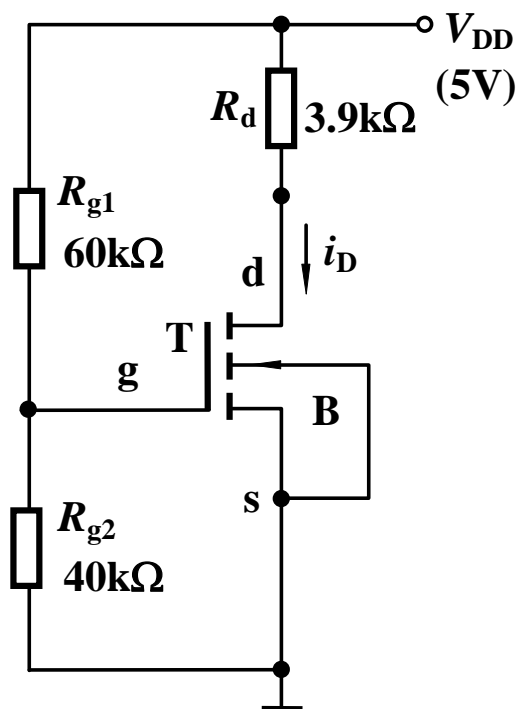 V_DD
(5V)
R_d 3.9kΩ
R_g1
60kΩ
i_D
d
T
g
B
s
R_g2
40kΩ